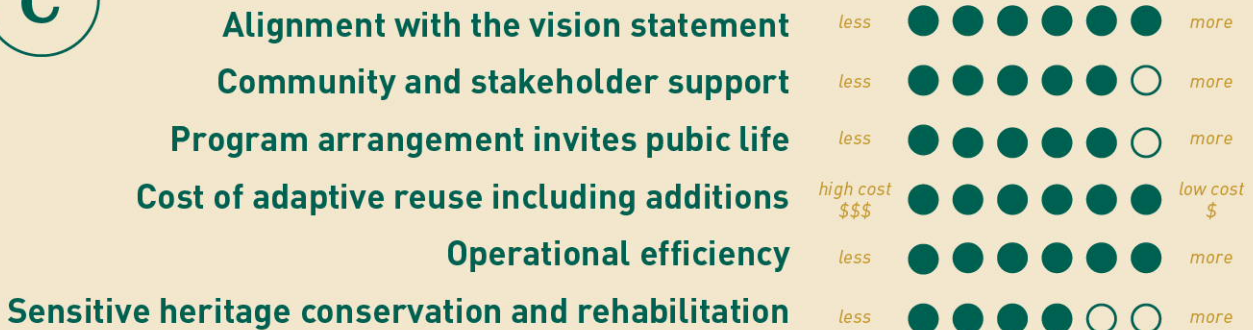 C
Alignment with the vision statement less more
Community and stakeholder support less more
Program arrangement invites pubic life less more
Cost of adaptive reuse including additions high cost $$$ low cost $
Operational efficiency less more
Sensitive heritage conservation and rehabilitation less more